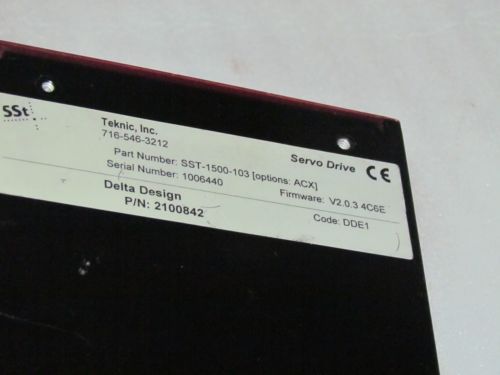 SSt
Teknic, Inc.
716-546-3212
Servo Drive CE
Part Number: SST-1500-103 [options: ACX]
Serial Number: 1006440
Firmware: V2.0.3 4C6E
Delta Design
P/N: 2100842
Code: DDE1